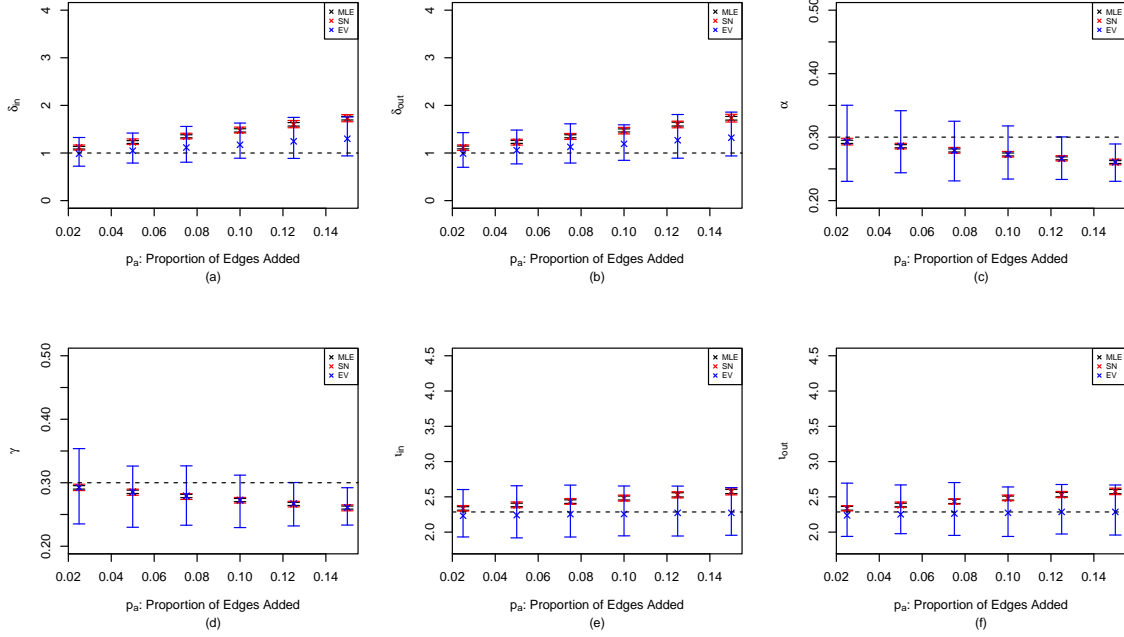 4
3
2
1
0
δin
0.02 0.04 0.06 0.08 0.10 0.12 0.14
pa: Proportion of Edges Added
(a)
MLE
SN
EV
4
3
2
1
0
δout
0.02 0.04 0.06 0.08 0.10 0.12 0.14
pa: Proportion of Edges Added
(b)
MLE
SN
EV
0.50
0.40
0.30
0.20
α
0.02 0.04 0.06 0.08 0.10 0.12 0.14
pa: Proportion of Edges Added
(c)
MLE
SN
EV
0.50
0.40
0.30
0.20
γ
0.02 0.04 0.06 0.08 0.10 0.12 0.14
pa: Proportion of Edges Added
(d)
MLE
SN
EV
4.5
4.0
3.5
3.0
2.5
2.0
ιin
0.02 0.04 0.06 0.08 0.10 0.12 0.14
pa: Proportion of Edges Added
(e)
MLE
SN
EV
4.5
4.0
3.5
3.0
2.5
2.0
ιout
0.02 0.04 0.06 0.08 0.10 0.12 0.14
pa: Proportion of Edges Added
(f)
MLE
SN
EV